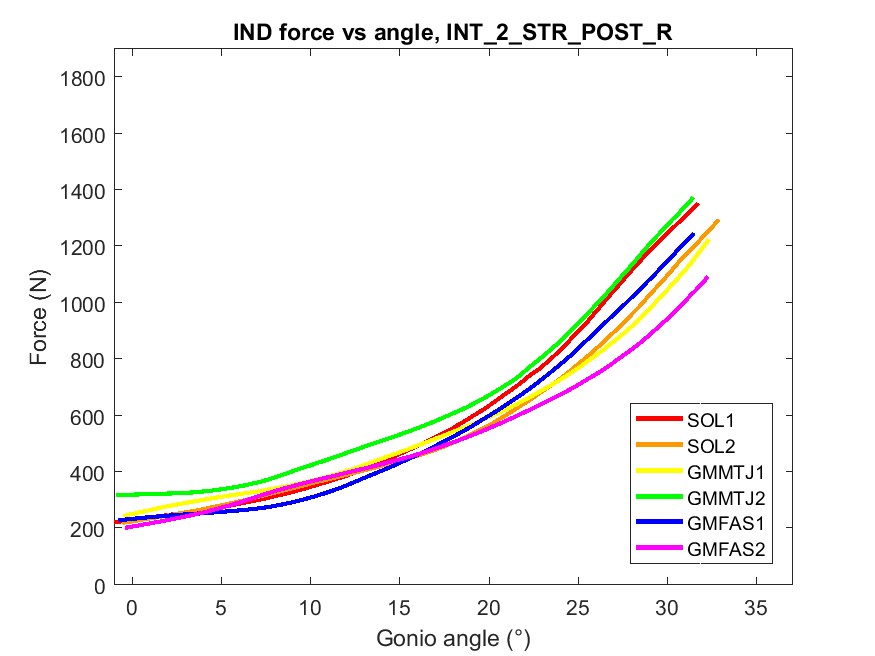 IND force vs angle, INT_2_STR_POST_R
1800
1600
1400
1200
1000
800
600
400
200
0
Force (N)
0 5 10 15 20 25 30 35
Gonio angle (°)
SOL1
SOL2
GMMTJ1
GMMTJ2
GMFAS1
GMFAS2